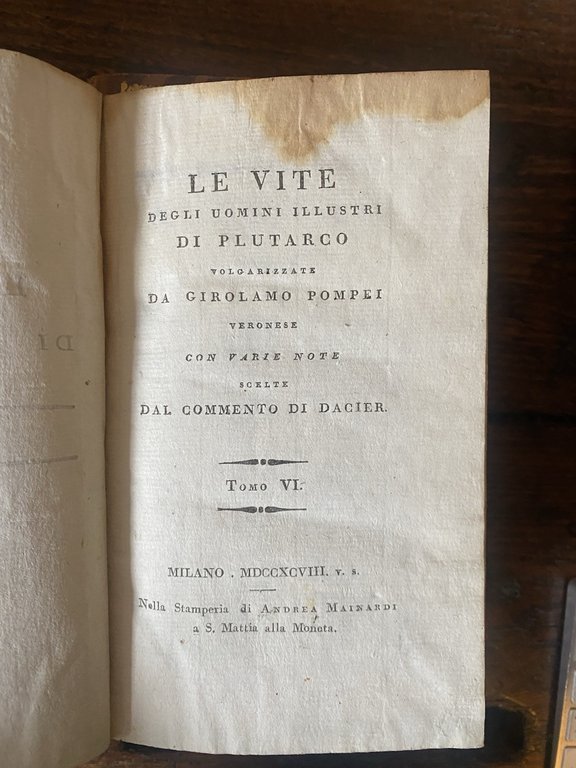 LE VITE
DEGLI UOMINI ILLUSTRI
DI PLUTARCO
VOLGARIZZATE
DA GIROLAMO POMPEI
VERONESE
CON VARIE NOTE
SCELTE
DAL COMMENTO DI DACIER.
TOMO VI.
MILANO . MDCCXCVIII. v. s.
Nella Stamperia di ANDREA MAINARDI
a S. Mattia alla Moneta.